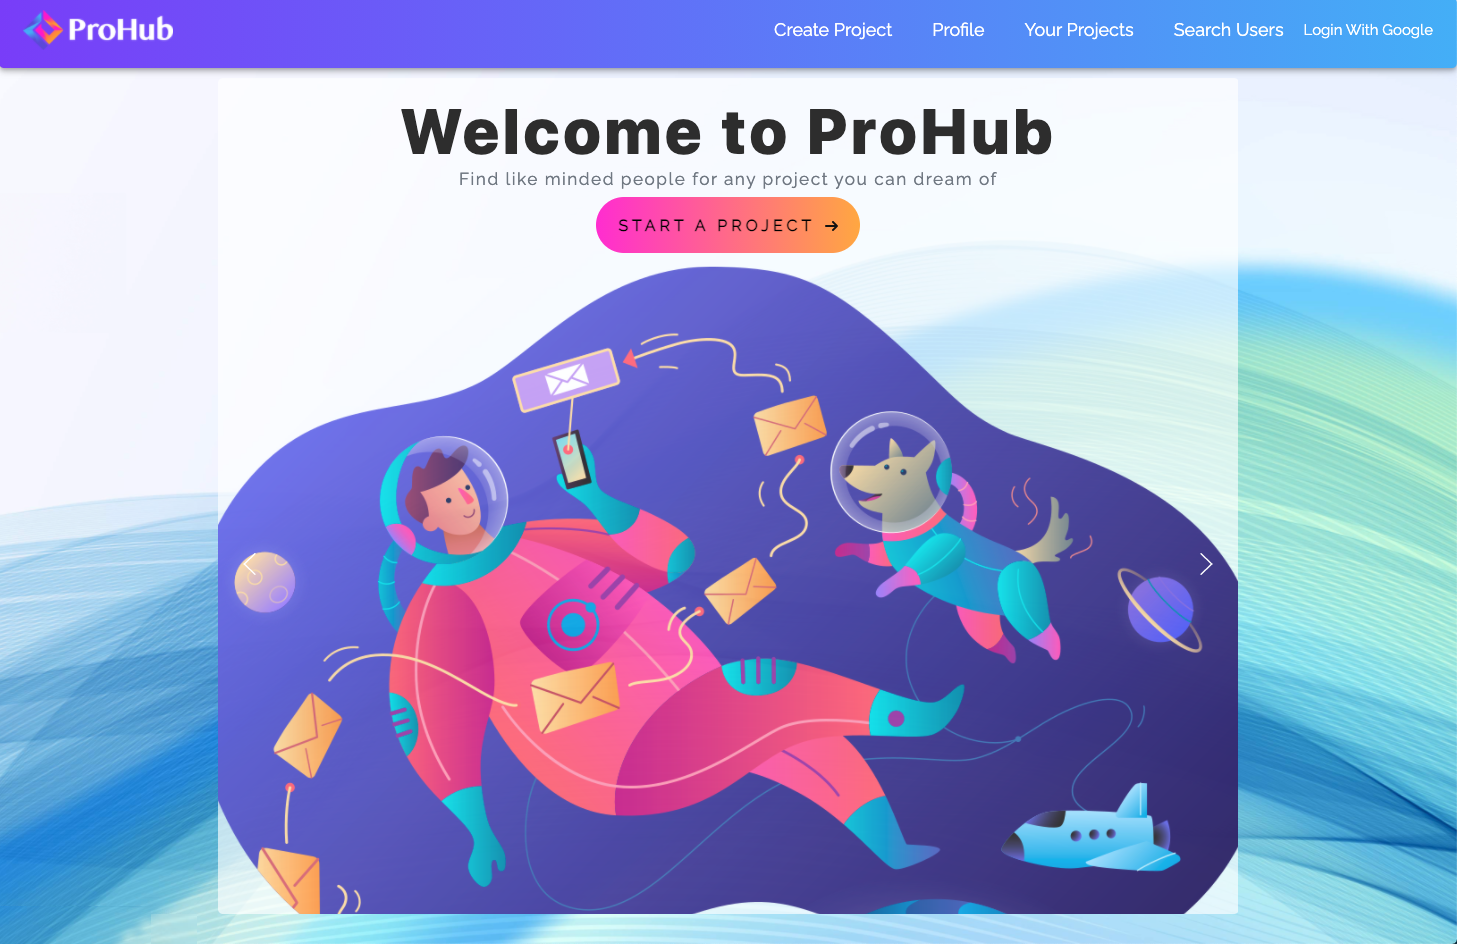 ProHub
Create Project
Profile
Your Projects
Search Users
Login With Google
Welcome to ProHub
Find like minded people for any project you can dream of
START A PROJECT →